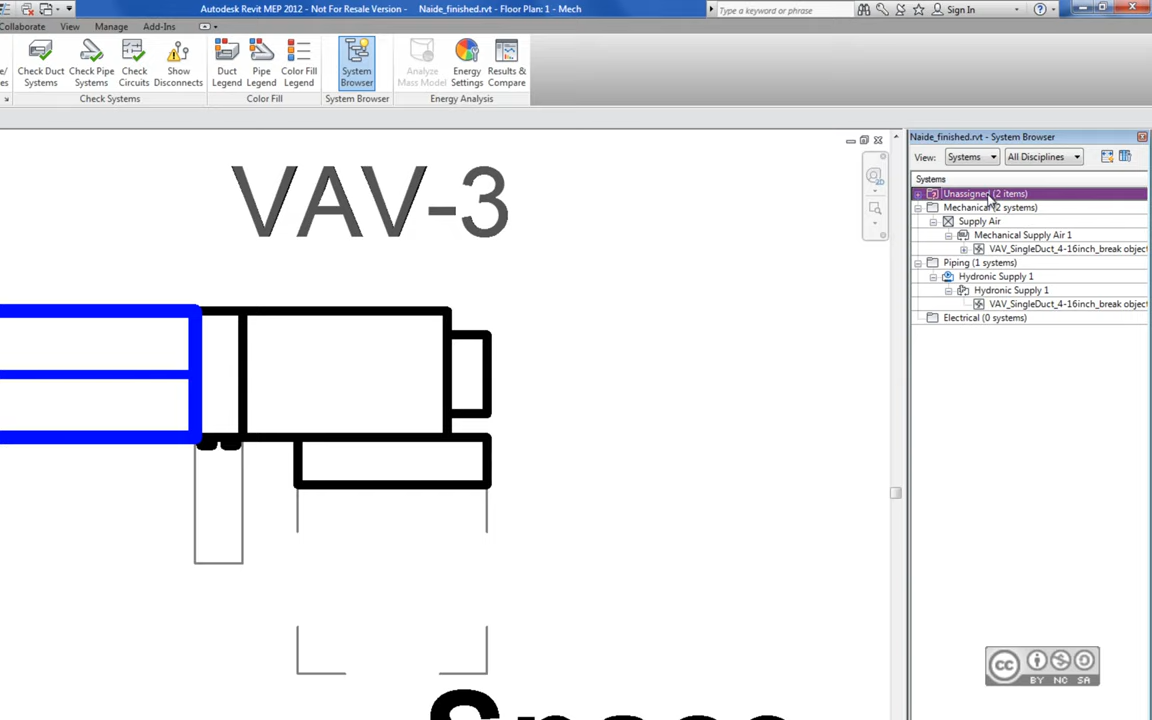 Autodesk Revit MEP 2012 - Not For Resale Version - Naide_finished.rvt - Floor Plan: 1 - Mech
Type a keyword or phrase
Sign In
Collaborate View Manage Add-Ins
Check Duct Systems
Check Pipe Systems
Check Circuits
Show Disconnects
Duct Legend
Pipe Legend
Color Fill Legend
System Browser
Analyze Mass Model
Energy Settings
Results & Compare
Check Systems
Color Fill
System Browser
Energy Analysis
Naide_finished.rvt - System Browser
View: Systems All Disciplines
Systems
Unassigned (2 items)
Mechanical (2 systems)
Supply Air
Mechanical Supply Air 1
VAV_SingleDuct_4-16inch_break object
Piping (1 systems)
Hydronic Supply 1
Hydronic Supply 1
VAV_SingleDuct_4-16inch_break object
Electrical (0 systems)
VAV-3
2D
Space
cc
BY NC SA